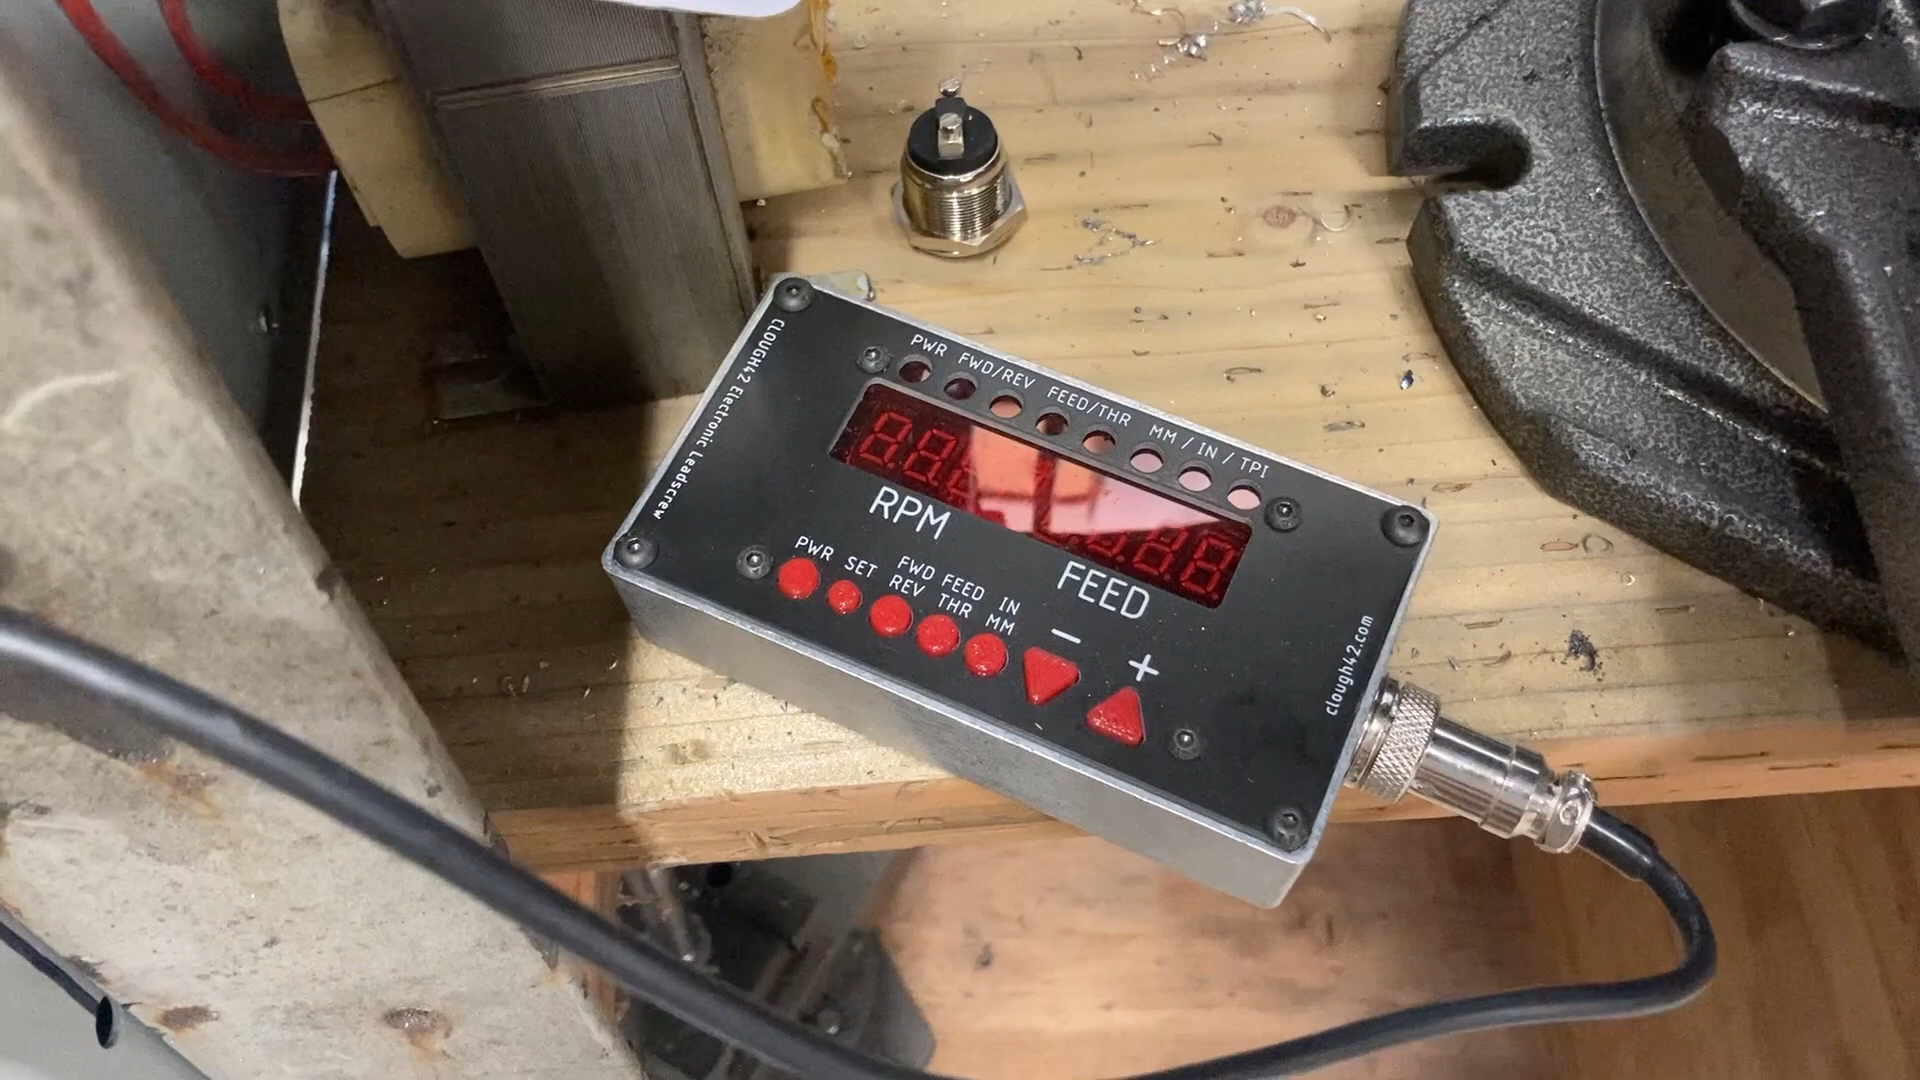 CLOUGH42 Electronic Leadscrew
PWR FWD/REV FEED/THR MM / IN / TPI
RPM
FEED
PWR SET FWD FEED IN
REV THR MM
- +
clough42.com